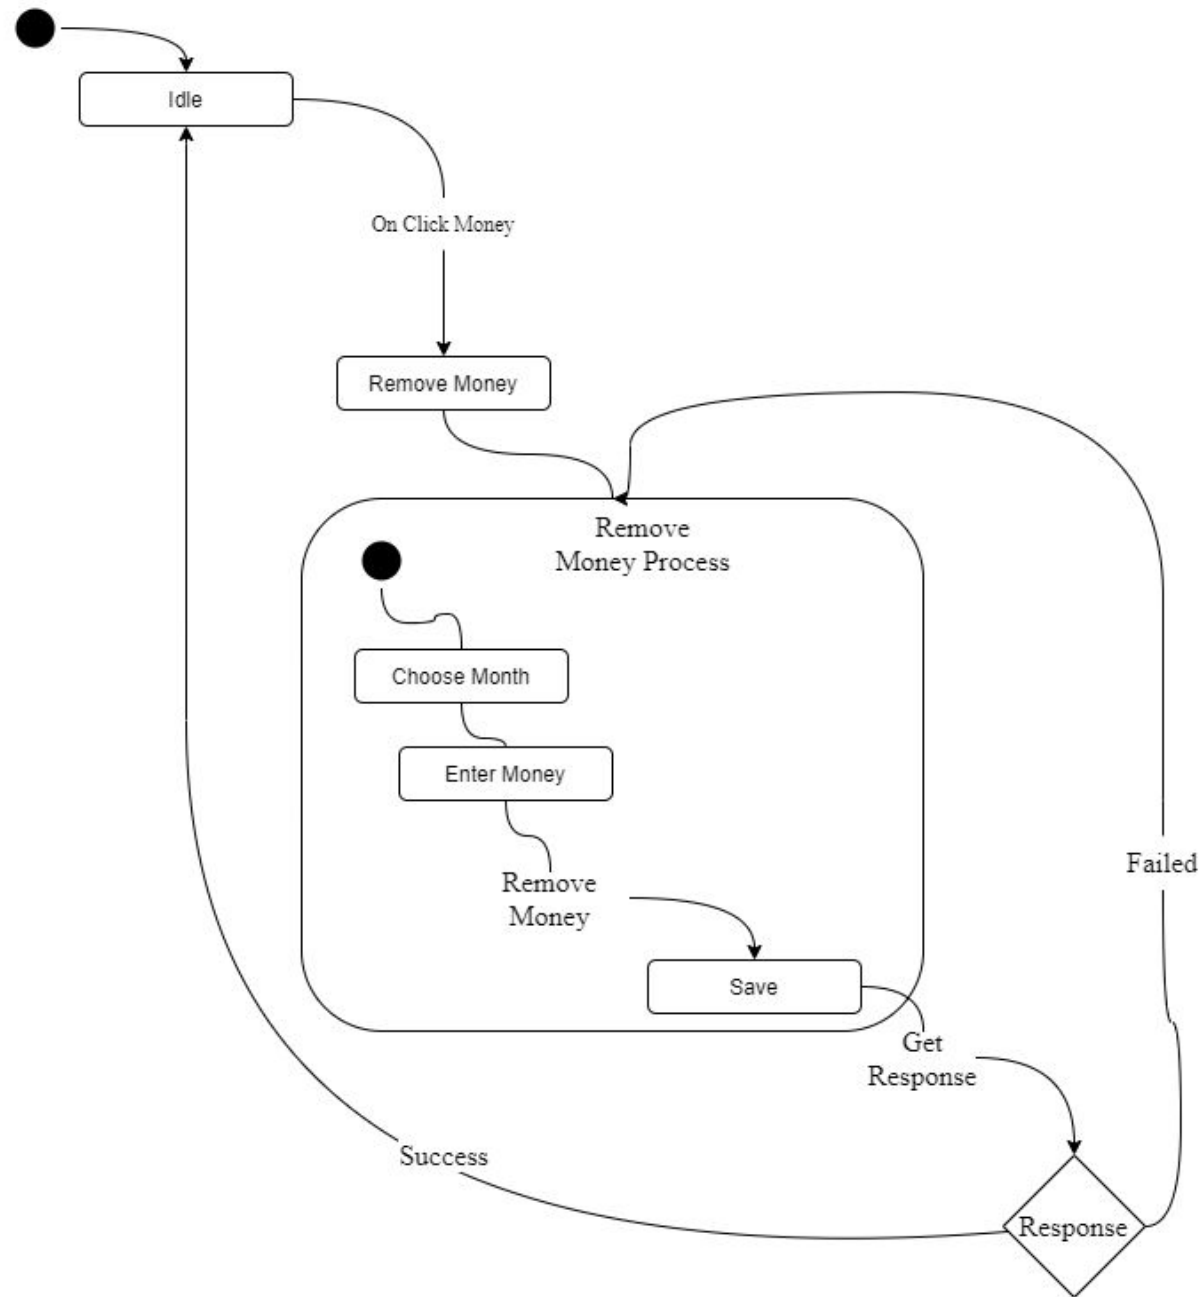 Idle
On Click Money
Remove Money
Remove
Money Process
Choose Month
Enter Money
Remove
Money
Save
Get
Response
Failed
Success
Response